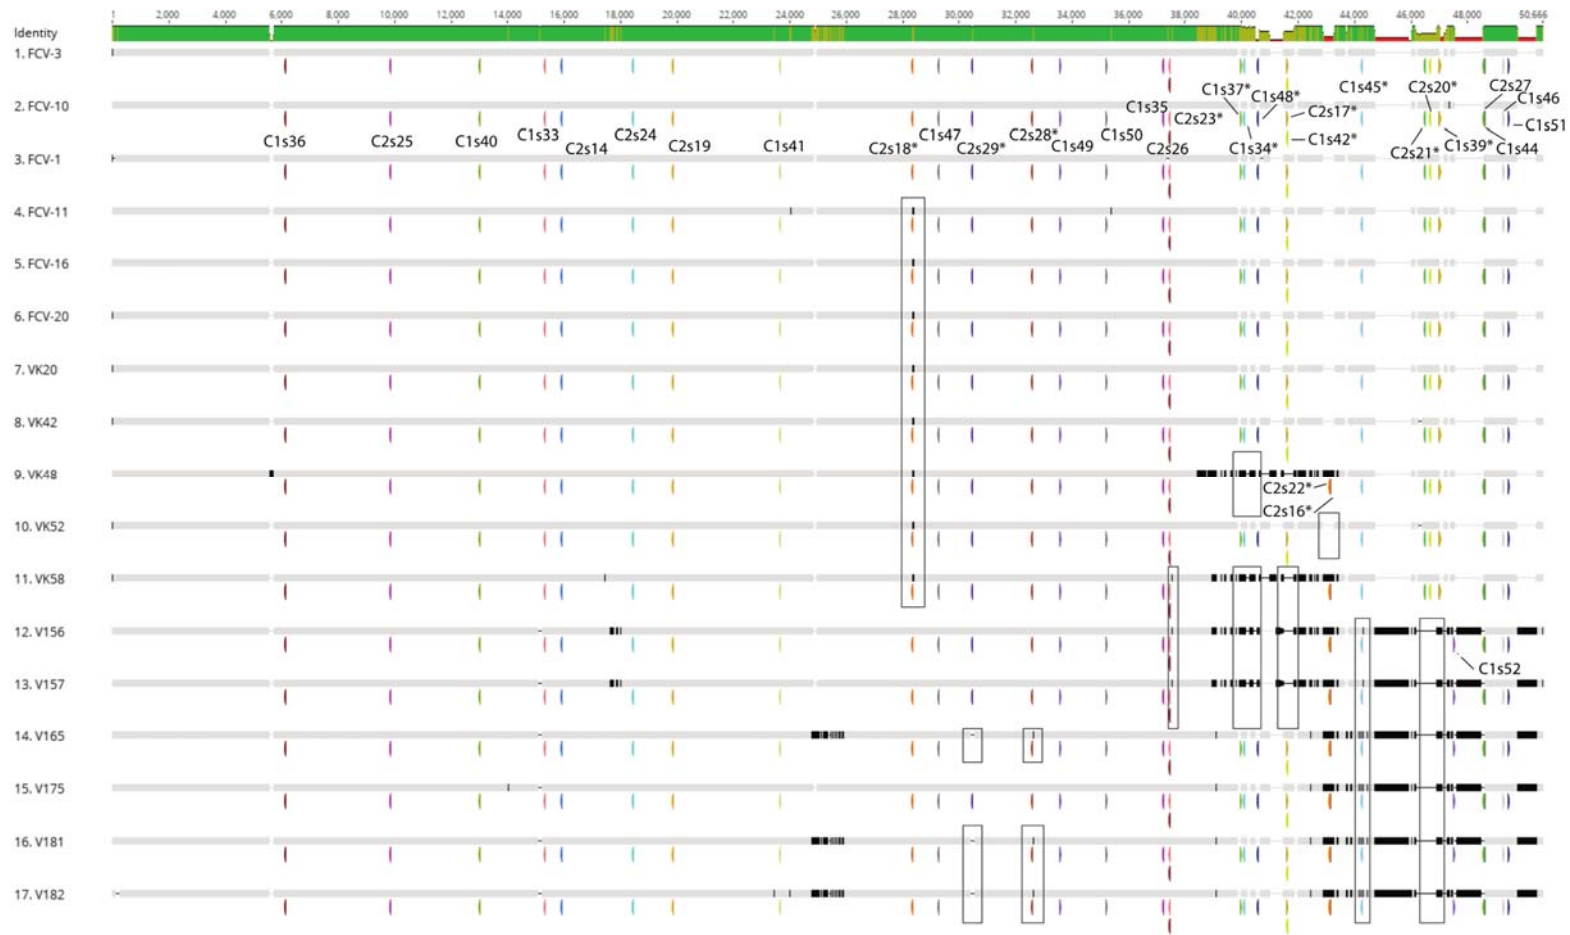 1 2,000 4,000 6,000 8,000 10,000 12,000 14,000 16,000 18,000 20,000 22,000 24,000 26,000 28,000 30,000 32,000 34,000 36,000 38,000 40,000 42,000 44,000 46,000 48,000 50,666
Identity
1. FCV-3
C1s37* C1s48* C1s45* C2s20* C2s27
2. FCV-10
C1s35 C2s23* C2s17* C1s46
C1s36 C2s25 C1s40 C1s33 C2s14 C2s24 C2s19 C1s41 C2s18* C1s47 C2s29* C2s28* C1s49 C1s50 C2s26 C1s34* C1s42* C2s21* C1s39* C1s44 C1s51
3. FCV-1
4. FCV-11
5. FCV-16
6. FCV-20
7. VK20
8. VK42
9. VK48
C2s22*
C2s16*
10. VK52
11. VK58
12. V156
C1s52
13. V157
14. V165
15. V175
16. V181
17. V182